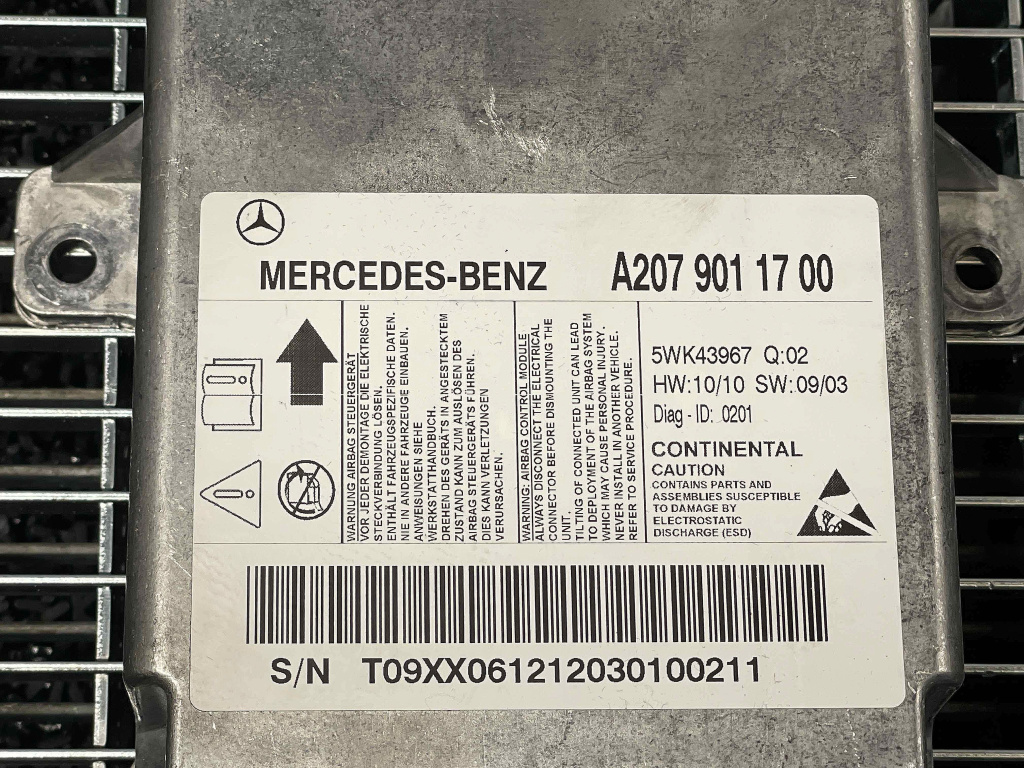 MERCEDES-BENZ A207 901 17 00
WARNUNG AIRBAG STEUERGERÄT
VOR JEDER DEMONTAGE DIE ELEKTRISCHE
STECKVERBINDUNG LÖSEN.
ENTHÄLT FAHRZEUGSPEZIFISCHE DATEN.
NIE IN ANDERE FAHRZEUGE EINBAUEN.
ANWEISUNGEN SIEHE
WERKSTATTHANDBUCH.
DREHEN DES GERÄTS IN ANGESTECKTEM
ZUSTAND KANN ZUM AUSLÖSEN DES
AIRBAG STEUERGERÄTS FÜHREN.
DIES KANN VERLETZUNGEN
VERURSACHEN.
WARNING: AIRBAG CONTROL MODULE
ALWAYS DISCONNECT THE ELECTRICAL
CONNECTOR BEFORE DISMOUNTING THE
UNIT.
TILTING OF CONNECTED UNIT CAN LEAD
TO DEPLOYMENT OF THE AIRBAG SYSTEM
WHICH MAY CAUSE PERSONAL INJURY.
NEVER INSTALL IN ANOTHER VEHICLE.
REFER TO SERVICE PROCEDURE.
5WK43967 Q:02
HW:10/10 SW:09/03
Diag-ID: 0201
CONTINENTAL
CAUTION
CONTAINS PARTS AND
ASSEMBLIES SUSCEPTIBLE
TO DAMAGE BY
ELECTROSTATIC
DISCHARGE (ESD)
S/N T09XX061212030100211